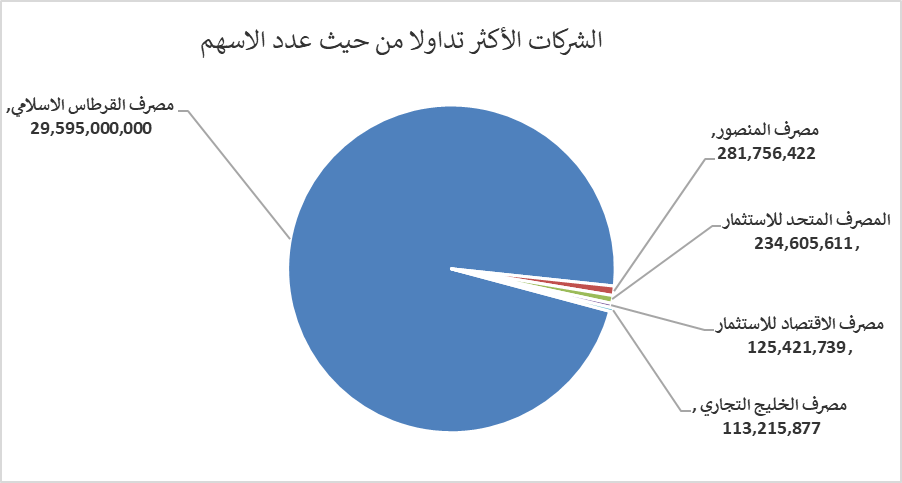 الشركات الأكثر تداولا من حيث عدد الاسهم
مصرف القرطاس الاسلامي,
29,595,000,000
مصرف المنصور,
281,756,422
المصرف المتحد للاستثمار
, 234,605,611
مصرف الاقتصاد للاستثمار
, 125,421,739
مصرف الخليج التجاري ,
113,215,877